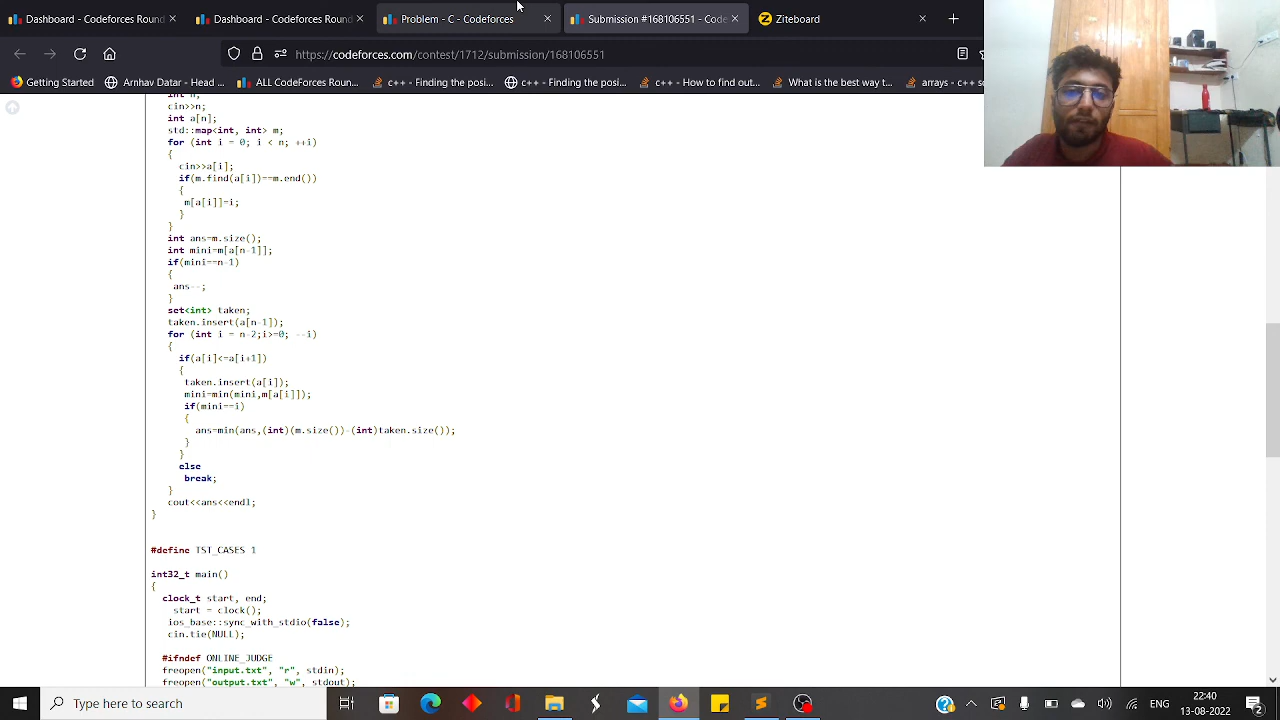 Dashboard - Codeforces Round
Dashboard - Codeforces Round
Problem - C - Codeforces
Submission #168106551 - Code
Ziteboard
https://codeforces.com/contest/1712/submission/168106551
Getting Started
Arnhav Datar - Head ...
ALL CodeForces Roun...
c++ - Finding the posi...
c++ - Finding the posi...
c++ - How to find out...
What is the best way t...
arrays - c++
int n;
cin>>n;
int a[n];
std::map<int, int> m;
for (int i = 0; i < n; ++i)
{
cin>>a[i];
if(m.find(a[i])==m.end())
{
m[a[i]]=i;
}
}
int ans=m.size();
int mini=m[a[n-1]];
if(mini==n-1)
{
ans--;
}
set<int> taken;
taken.insert(a[n-1]);
for (int i = n-2;i>=0; --i)
{
if(a[i]<=a[i+1])
{
taken.insert(a[i]);
mini=min(mini,m[a[i]]);
if(mini==i)
{
ans=min(ans,(int)(m.size())-(int)taken.size());
}
}
else
break;
}
cout<<ans<<endl;
}
#define TST_CASES 1
int32_t main()
{
clock_t start, end;
start = clock();
ios_base::sync_with_stdio(false);
cin.tie(NULL);
#ifndef ONLINE_JUDGE
freopen("input.txt", "r", stdin);
freopen("output.txt", "w", stdout);
Type here to search
ENG
22:40
13-08-2022
2